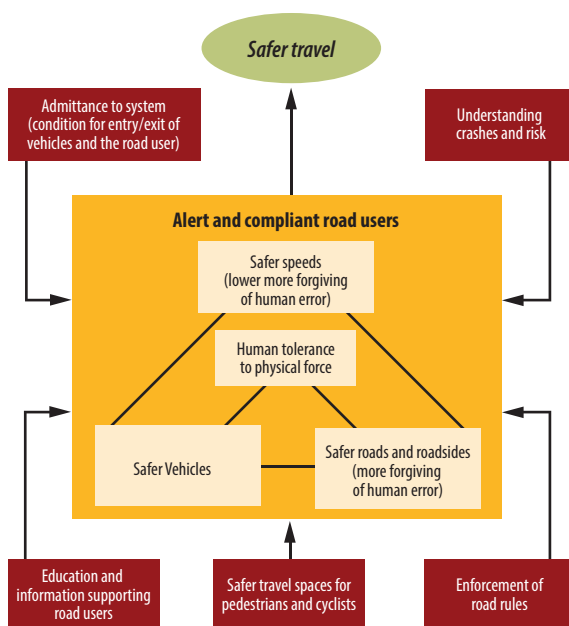 Safer travel
Admittance to system
(condition for entry/exit of
vehicles and the road user)
Understanding
crashes and risk
Alert and compliant road users
Safer speeds
(lower more forgiving
of human error)
Human tolerance
to physical force
Safer Vehicles
Safer roads and roadsides
(more forgiving
of human error)
Education and
information supporting
road users
Safer travel spaces for
pedestrians and cyclists
Enforcement of
road rules